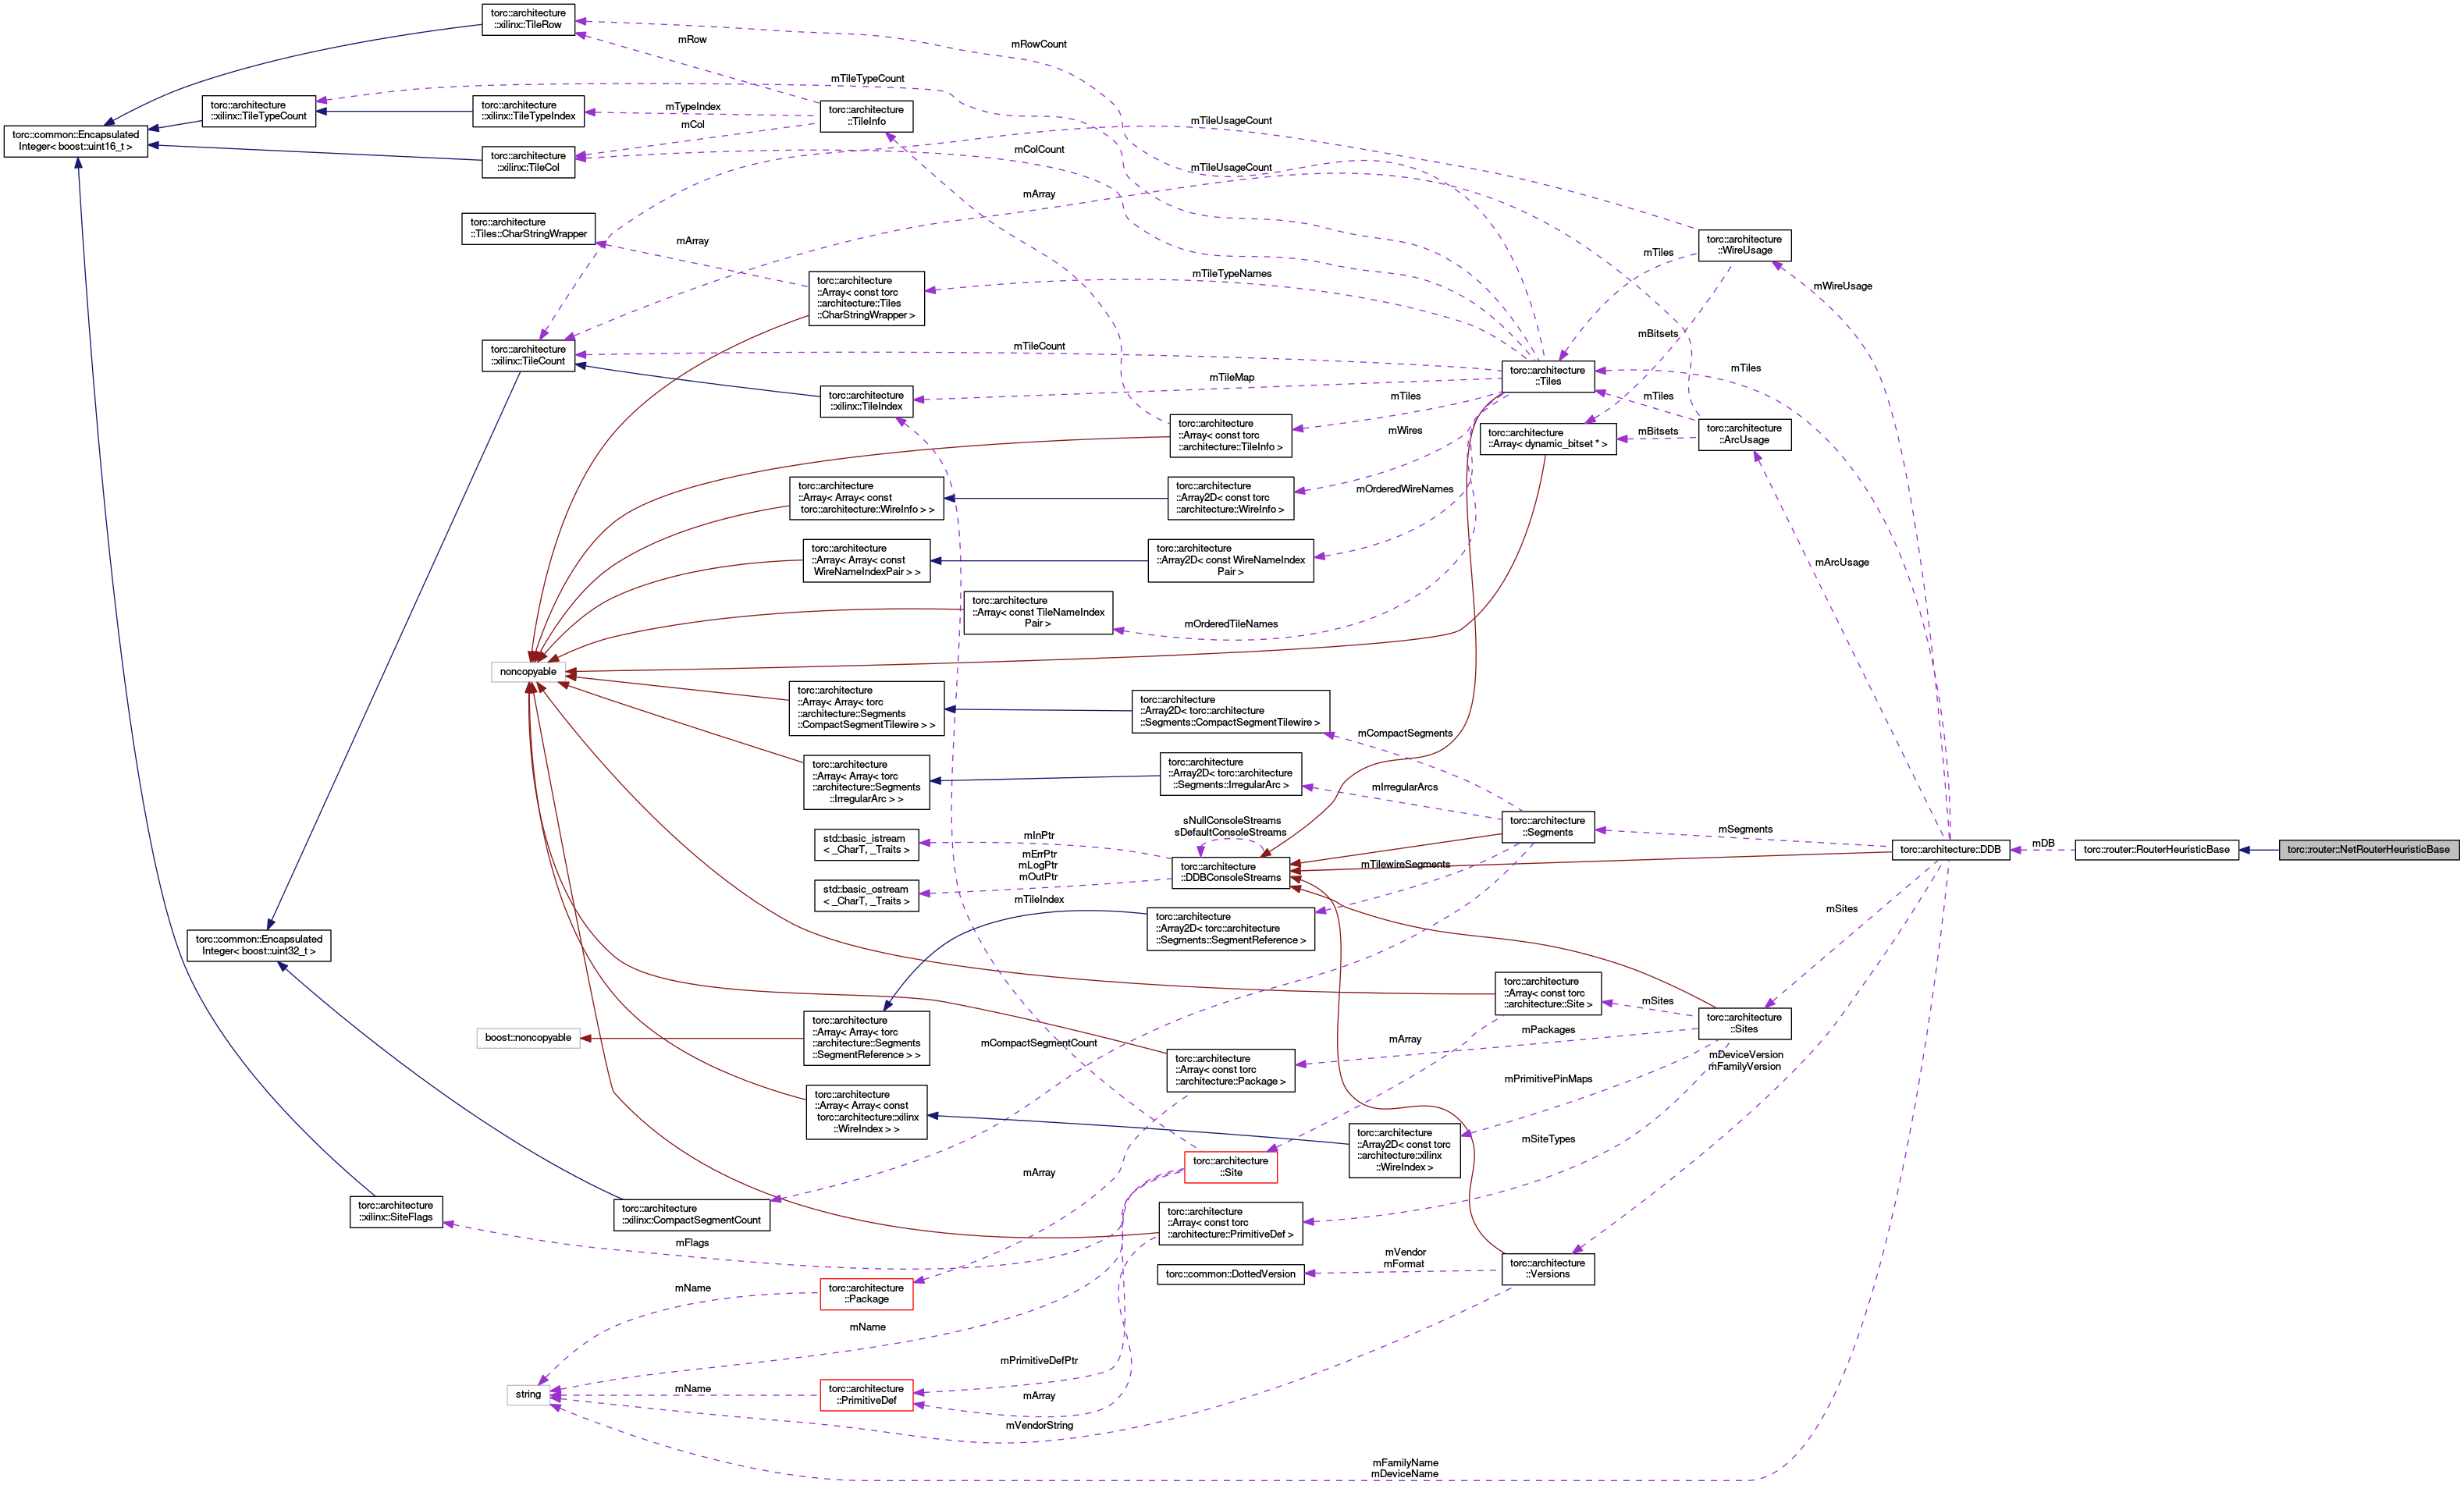 torc::architecture
::xilinx::TileRow
mRow
mRowCount
mTileTypeCount
torc::architecture
::xilinx::TileTypeCount
torc::architecture
::xilinx::TileTypeIndex
mTypeIndex
torc::architecture
::TileInfo
mTileUsageCount
torc::common::Encapsulated
Integer< boost::uint16_t >
mCol
torc::architecture
::xilinx::TileCol
mColCount
mTileUsageCount
mArray
torc::architecture
::Tiles::CharStringWrapper
mArray
torc::architecture
::WireUsage
mTiles
torc::architecture
::Array< const torc
::architecture::Tiles
::CharStringWrapper >
mTileTypeNames
mWireUsage
mBitsets
torc::architecture
::xilinx::TileCount
mTileCount
torc::architecture
::Tiles
mTiles
mTileMap
torc::architecture
::xilinx::TileIndex
mTiles
mTiles
torc::architecture
::Array< const torc
::architecture::TileInfo >
mWires
torc::architecture
::Array< dynamic_bitset * >
mBitsets
torc::architecture
::ArcUsage
torc::architecture
::Array< Array< const
torc::architecture::WireInfo > >
torc::architecture
::Array2D< const torc
::architecture::WireInfo >
mOrderedWireNames
torc::architecture
::Array< Array< const
WireNameIndexPair > >
torc::architecture
::Array2D< const WireNameIndex
Pair >
mArcUsage
torc::architecture
::Array< const TileNameIndex
Pair >
mOrderedTileNames
noncopyable
torc::architecture
::Array< Array< torc
::architecture::Segments
::CompactSegmentTilewire > >
torc::architecture
::Array2D< torc::architecture
::Segments::CompactSegmentTilewire >
mCompactSegments
torc::architecture
::Array< Array< torc
::architecture::Segments
::IrregularArc > >
torc::architecture
::Array2D< torc::architecture
::Segments::IrregularArc >
mIrregularArcs
torc::architecture
::Segments
mSegments
std::basic_istream
< _CharT, _Traits >
mInPtr
sNullConsoleStreams
sDefaultConsoleStreams
torc::architecture::DDB
mDB
torc::router::RouterHeuristicBase
torc::router::NetRouterHeuristicBase
mErrPtr
mLogPtr
mOutPtr
torc::architecture
::DDBConsoleStreams
mTilewireSegments
std::basic_ostream
< _CharT, _Traits >
mTileIndex
torc::architecture
::Array2D< torc::architecture
::Segments::SegmentReference >
mSites
torc::common::Encapsulated
Integer< boost::uint32_t >
torc::architecture
::Array< const torc
::architecture::Site >
mSites
torc::architecture
::Sites
boost::noncopyable
torc::architecture
::Array< Array< torc
::architecture::Segments
::SegmentReference > >
mCompactSegmentCount
mArray
mPackages
torc::architecture
::Array< const torc
::architecture::Package >
mDeviceVersion
mFamilyVersion
mPrimitivePinMaps
torc::architecture
::Array< Array< const
torc::architecture::xilinx
::WireIndex > >
torc::architecture
::Array2D< const torc
::architecture::xilinx
::WireIndex >
mSiteTypes
mArray
torc::architecture
::Site
torc::architecture
::xilinx::SiteFlags
torc::architecture
::xilinx::CompactSegmentCount
mFlags
torc::architecture
::Array< const torc
::architecture::PrimitiveDef >
mVendor
mFormat
torc::common::DottedVersion
torc::architecture
::Versions
mName
torc::architecture
::Package
mName
mPrimitiveDefPtr
string
mName
torc::architecture
::PrimitiveDef
mArray
mVendorString
mFamilyName
mDeviceName